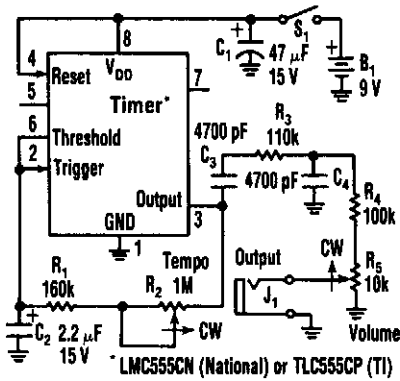 4
8
Reset
V DD
C1
47 μF
15 V
S1
B1
9 V
5
7
Timer*
6
Threshold
2
Trigger
Output
3
GND
1
4700 pF
C3
R3
110k
4700 pF
C4
R4
100k
R1
160k
Tempo
R2
1M
CW
Output
J1
CW
R5
10k
Volume
C2
2.2 μF
15 V
* LMC555CN (National) or TLC555CP (TI)